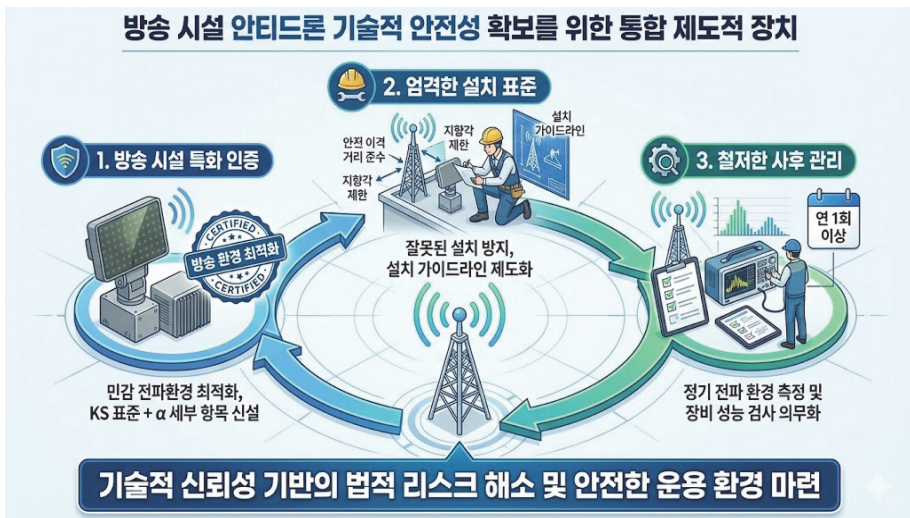 방송 시설 안티드론 기술적 안전성 확보를 위한 통합 제도적 장치
1. 방송 시설 특화 인증
CERTIFIED
방송 환경 최적화
CERTIFIED
민감 전파환경 최적화,
KS 표준 + α 세부 항목 신설
2. 엄격한 설치 표준
안전 이격
거리 준수
지향각
제한
지향각
제한
설치
가이드라인
잘못된 설치 방지,
설치 가이드라인 제도화
3. 철저한 사후 관리
연 1회
이상
정기 전파 환경 측정 및
장비 성능 검사 의무화
기술적 신뢰성 기반의 법적 리스크 해소 및 안전한 운용 환경 마련